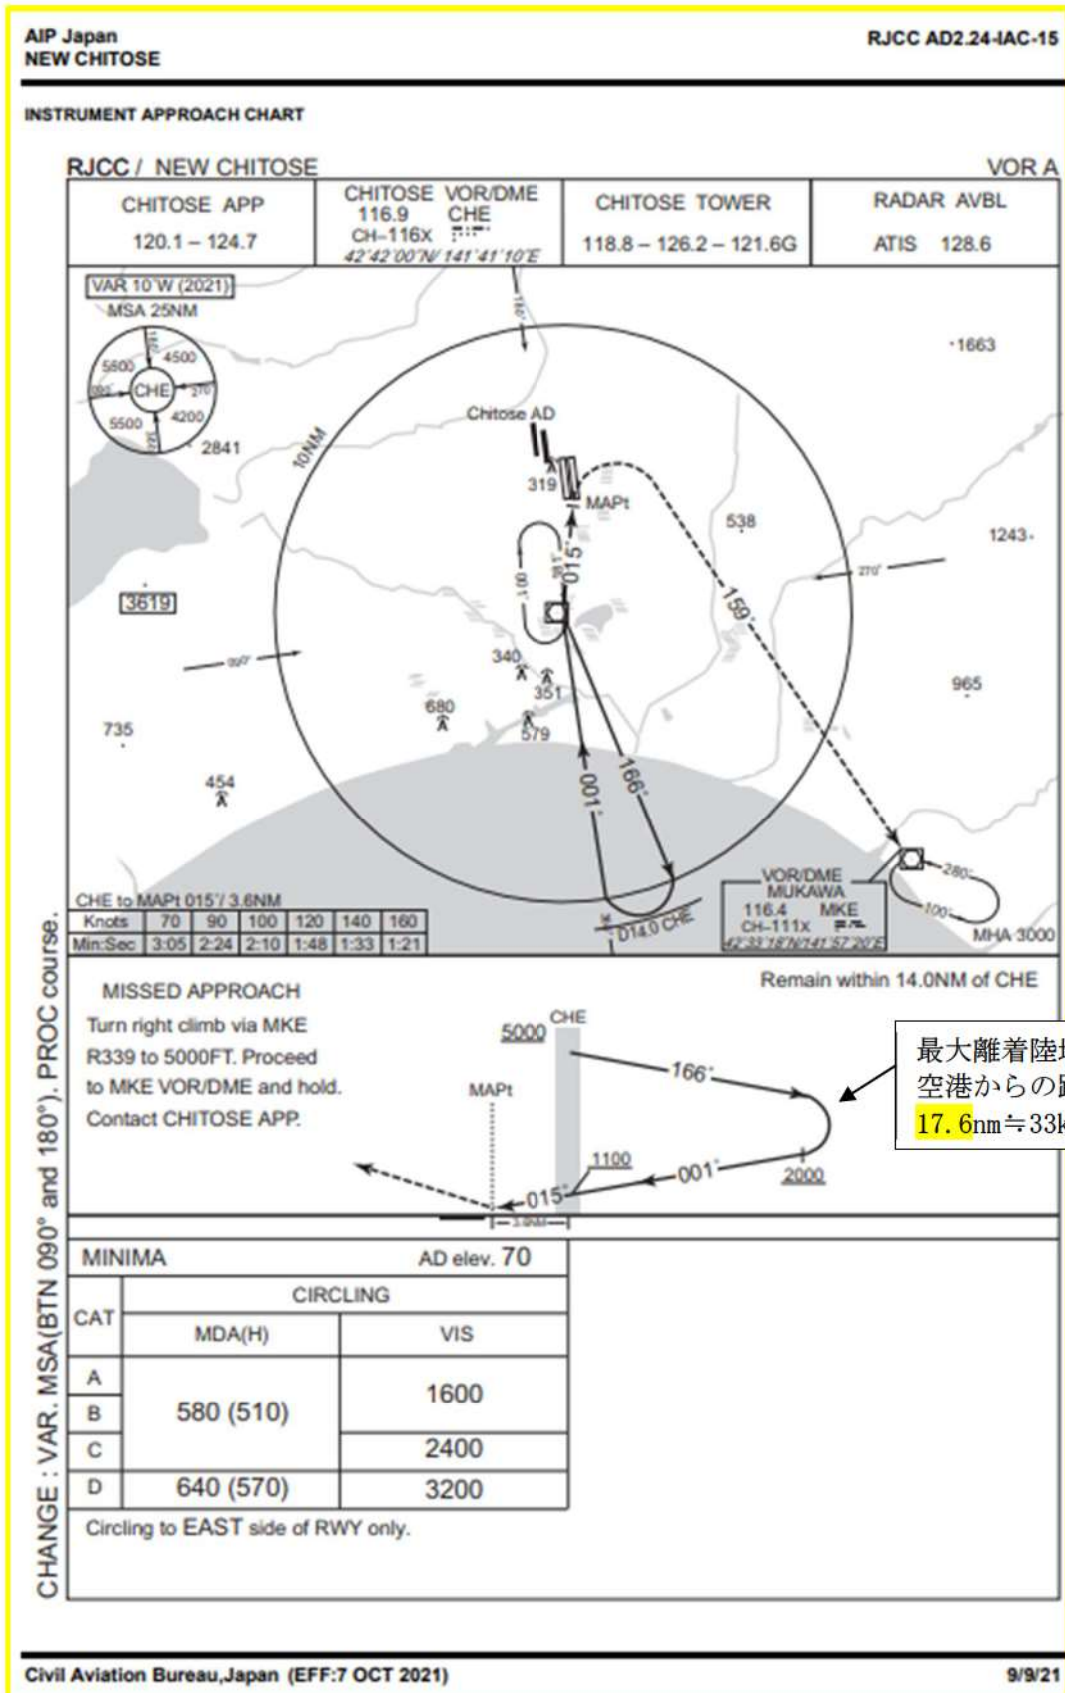 AIP Japan
NEW CHITOSE
RJCC AD2.24-IAC-15
INSTRUMENT APPROACH CHART
RJCC / NEW CHITOSE
VOR A
CHITOSE APP
120.1 – 124.7
CHITOSE VOR/DME
116.9 CHE
CH–116X
42°42'00"N/ 141°41'10"E
CHITOSE TOWER
118.8 – 126.2 – 121.6G
RADAR AVBL
ATIS 128.6
VAR 10°W (2021)
MSA 25NM
180°
5500 4500
090° CHE 270°
5500 4200
2841
10NM
180°
1663
Chitose AD
319
MAPt
538
1243
015°
001°
181°
270°
159°
3619
090°
340
351
680
579
965
735
454
001°
166°
280°
100°
VOR/DME
MUKAWA
116.4 MKE
CH–111X
42°33'18"N/141°57'20"E
MHA 3000
D14.0 CHE
CHE to MAPt 015°/ 3.6NM
Knots 70 90 100 120 140 160
Min:Sec 3:05 2:24 2:10 1:48 1:33 1:21
MISSED APPROACH
Turn right climb via MKE
R339 to 5000FT. Proceed
to MKE VOR/DME and hold.
Contact CHITOSE APP.
Remain within 14.0NM of CHE
CHE
5000
166°
MAPt
1100
001°
2000
015°
3.6NM
最大離着陸
空港からの
17.6nm≒33k
MINIMA AD elev. 70
CAT CIRCLING
MDA(H) VIS
A
B 580 (510) 1600
C 2400
D 640 (570) 3200
Circling to EAST side of RWY only.
CHANGE : VAR. MSA(BTN 090° and 180°). PROC course.
Civil Aviation Bureau,Japan (EFF:7 OCT 2021)
9/9/21